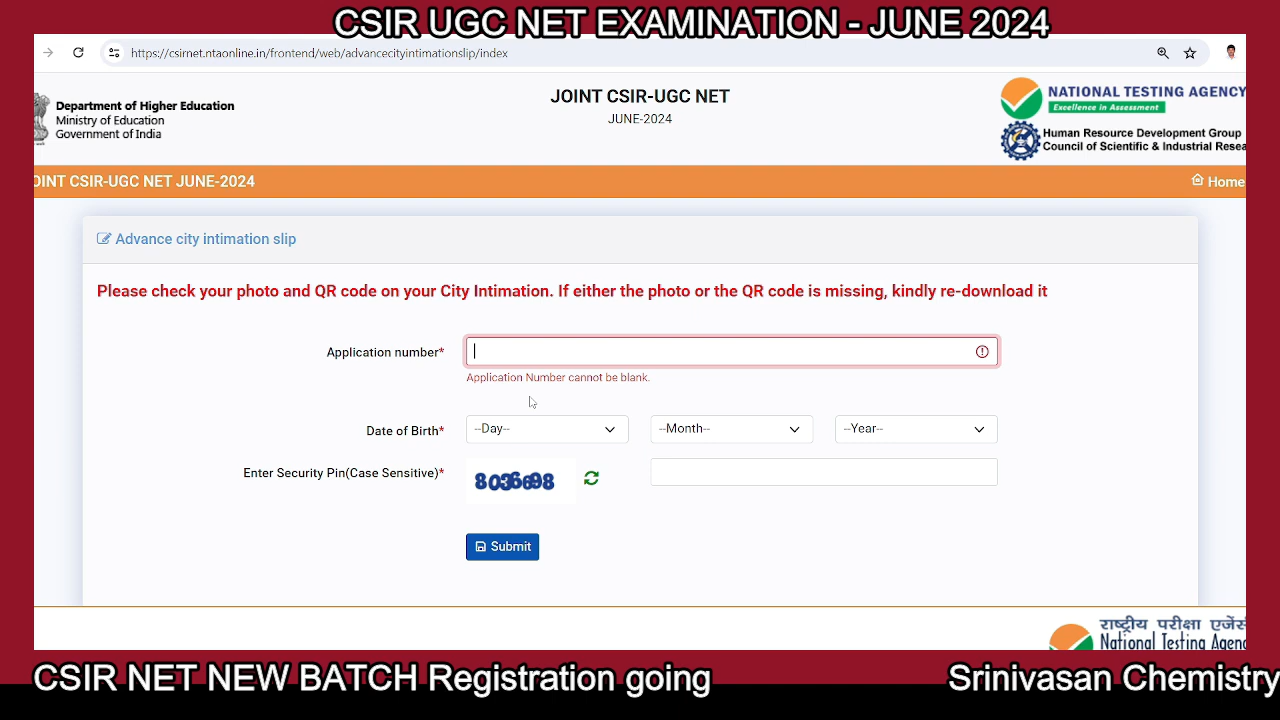 CSIR UGC NET EXAMINATION - JUNE 2024
https://csirnet.ntaonline.in/frontend/web/advancecityintimationslip/index
Department of Higher Education
Ministry of Education
Government of India
JOINT CSIR-UGC NET
JUNE-2024
NATIONAL TESTING AGENCY
Excellence in Assessment
Human Resource Development Group
Council of Scientific & Industrial Resea
OINT CSIR-UGC NET JUNE-2024
Home
Advance city intimation slip
Please check your photo and QR code on your City Intimation. If either the photo or the QR code is missing, kindly re-download it
Application number*
Application Number cannot be blank.
Date of Birth*
--Day--
--Month--
--Year--
Enter Security Pin(Case Sensitive)*
Submit
राष्ट्रीय परीक्षा एजेंस
National Testing Agenc
CSIR NET NEW BATCH Registration going
Srinivasan Chemistry